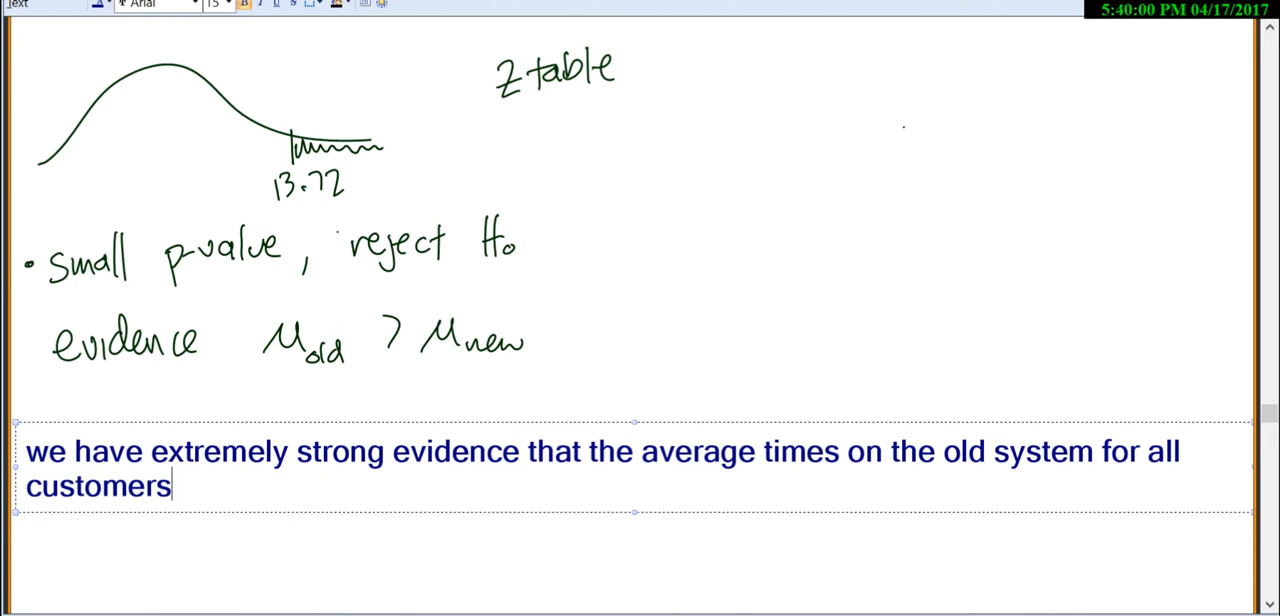 Text
Arial
15
B I U S
5:40:00 PM 04/17/2017
Z table
13.72
• small p-value, reject H₀
evidence μold > μnew
we have extremely strong evidence that the average times on the old system for all
customers